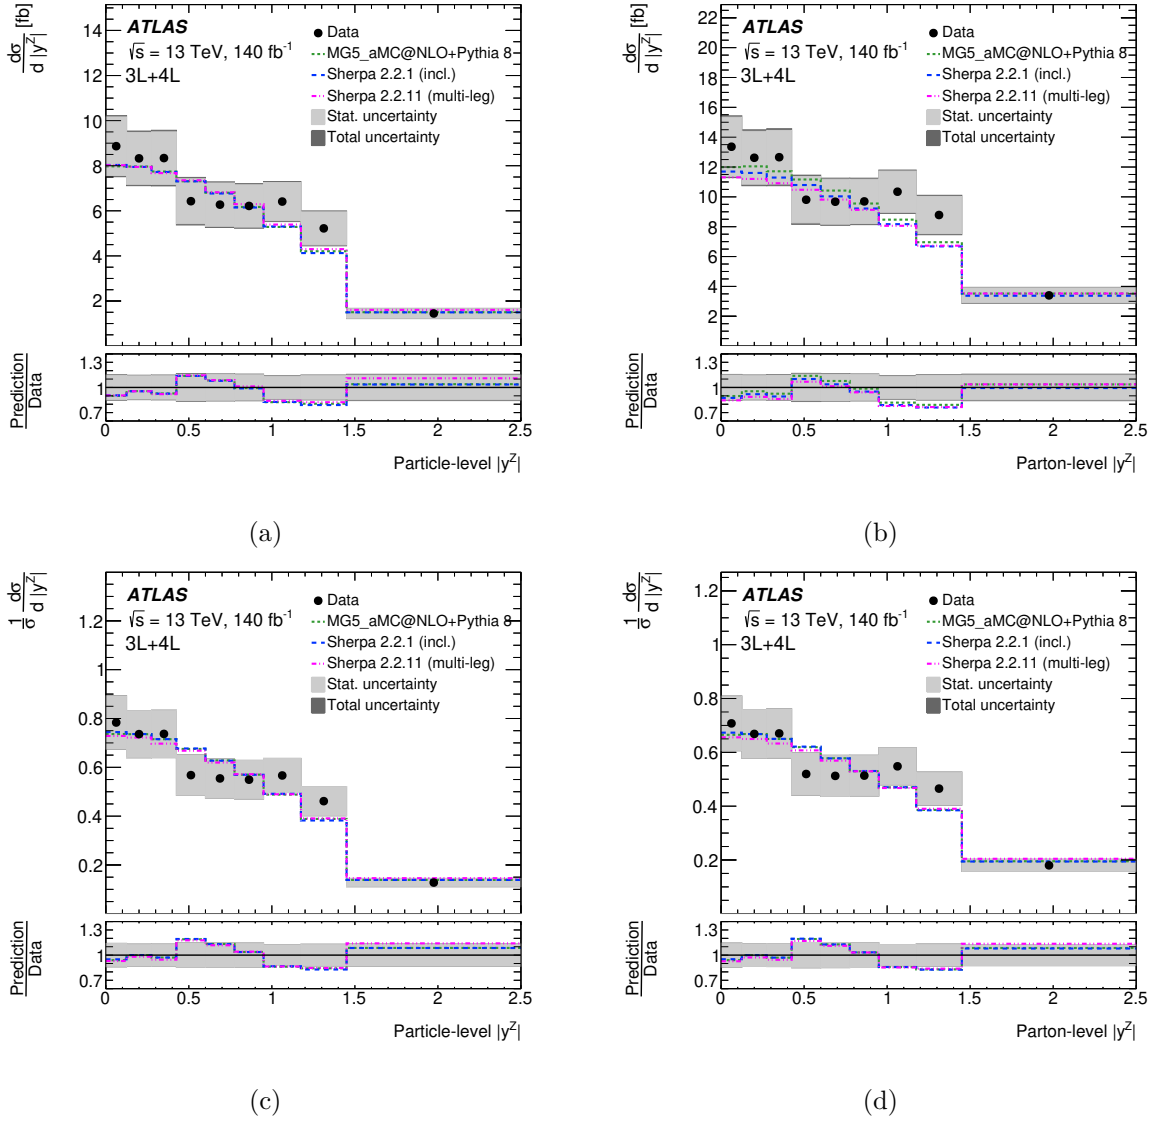 dσ/d|y^Z| [fb]
ATLAS
√s = 13 TeV, 140 fb⁻¹
3L+4L
Data
MG5_aMC@NLO+Pythia 8
Sherpa 2.2.1 (incl.)
Sherpa 2.2.11 (multi-leg)
Stat. uncertainty
Total uncertainty
14
12
10
8
6
4
2
Prediction/Data
1.3
1
0.7
0 0.5 1 1.5 2 2.5
Particle-level |y^Z|
(a)
dσ/d|y^Z| [fb]
ATLAS
√s = 13 TeV, 140 fb⁻¹
3L+4L
Data
MG5_aMC@NLO+Pythia 8
Sherpa 2.2.1 (incl.)
Sherpa 2.2.11 (multi-leg)
Stat. uncertainty
Total uncertainty
22
20
18
16
14
12
10
8
6
4
2
0
Prediction/Data
1.3
1
0.7
0 0.5 1 1.5 2 2.5
Parton-level |y^Z|
(b)
1/σ dσ/d|y^Z|
ATLAS
√s = 13 TeV, 140 fb⁻¹
3L+4L
Data
MG5_aMC@NLO+Pythia 8
Sherpa 2.2.1 (incl.)
Sherpa 2.2.11 (multi-leg)
Stat. uncertainty
Total uncertainty
1.2
1
0.8
0.6
0.4
0.2
Prediction/Data
1.3
1
0.7
0 0.5 1 1.5 2 2.5
Particle-level |y^Z|
(c)
1/σ dσ/d|y^Z|
ATLAS
√s = 13 TeV, 140 fb⁻¹
3L+4L
Data
MG5_aMC@NLO+Pythia 8
Sherpa 2.2.1 (incl.)
Sherpa 2.2.11 (multi-leg)
Stat. uncertainty
Total uncertainty
1.2
1
0.8
0.6
0.4
0.2
Prediction/Data
1.3
1
0.7
0 0.5 1 1.5 2 2.5
Parton-level |y^Z|
(d)